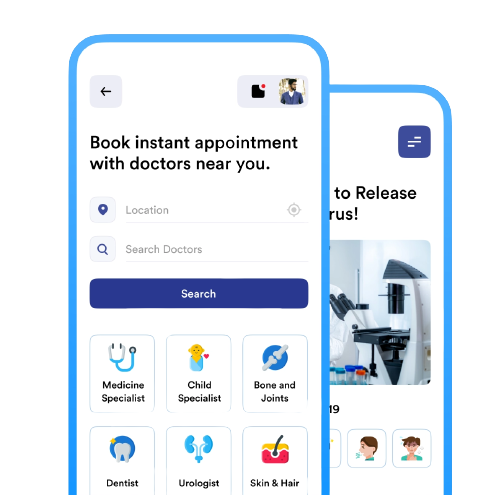 Book instant appointment
with doctors near you.
Location
Search Doctors
Search
Medicine
Specialist
Child
Specialist
Bone and
Joints
Dentist
Urologist
Skin & Hair
to Release
rus!
19